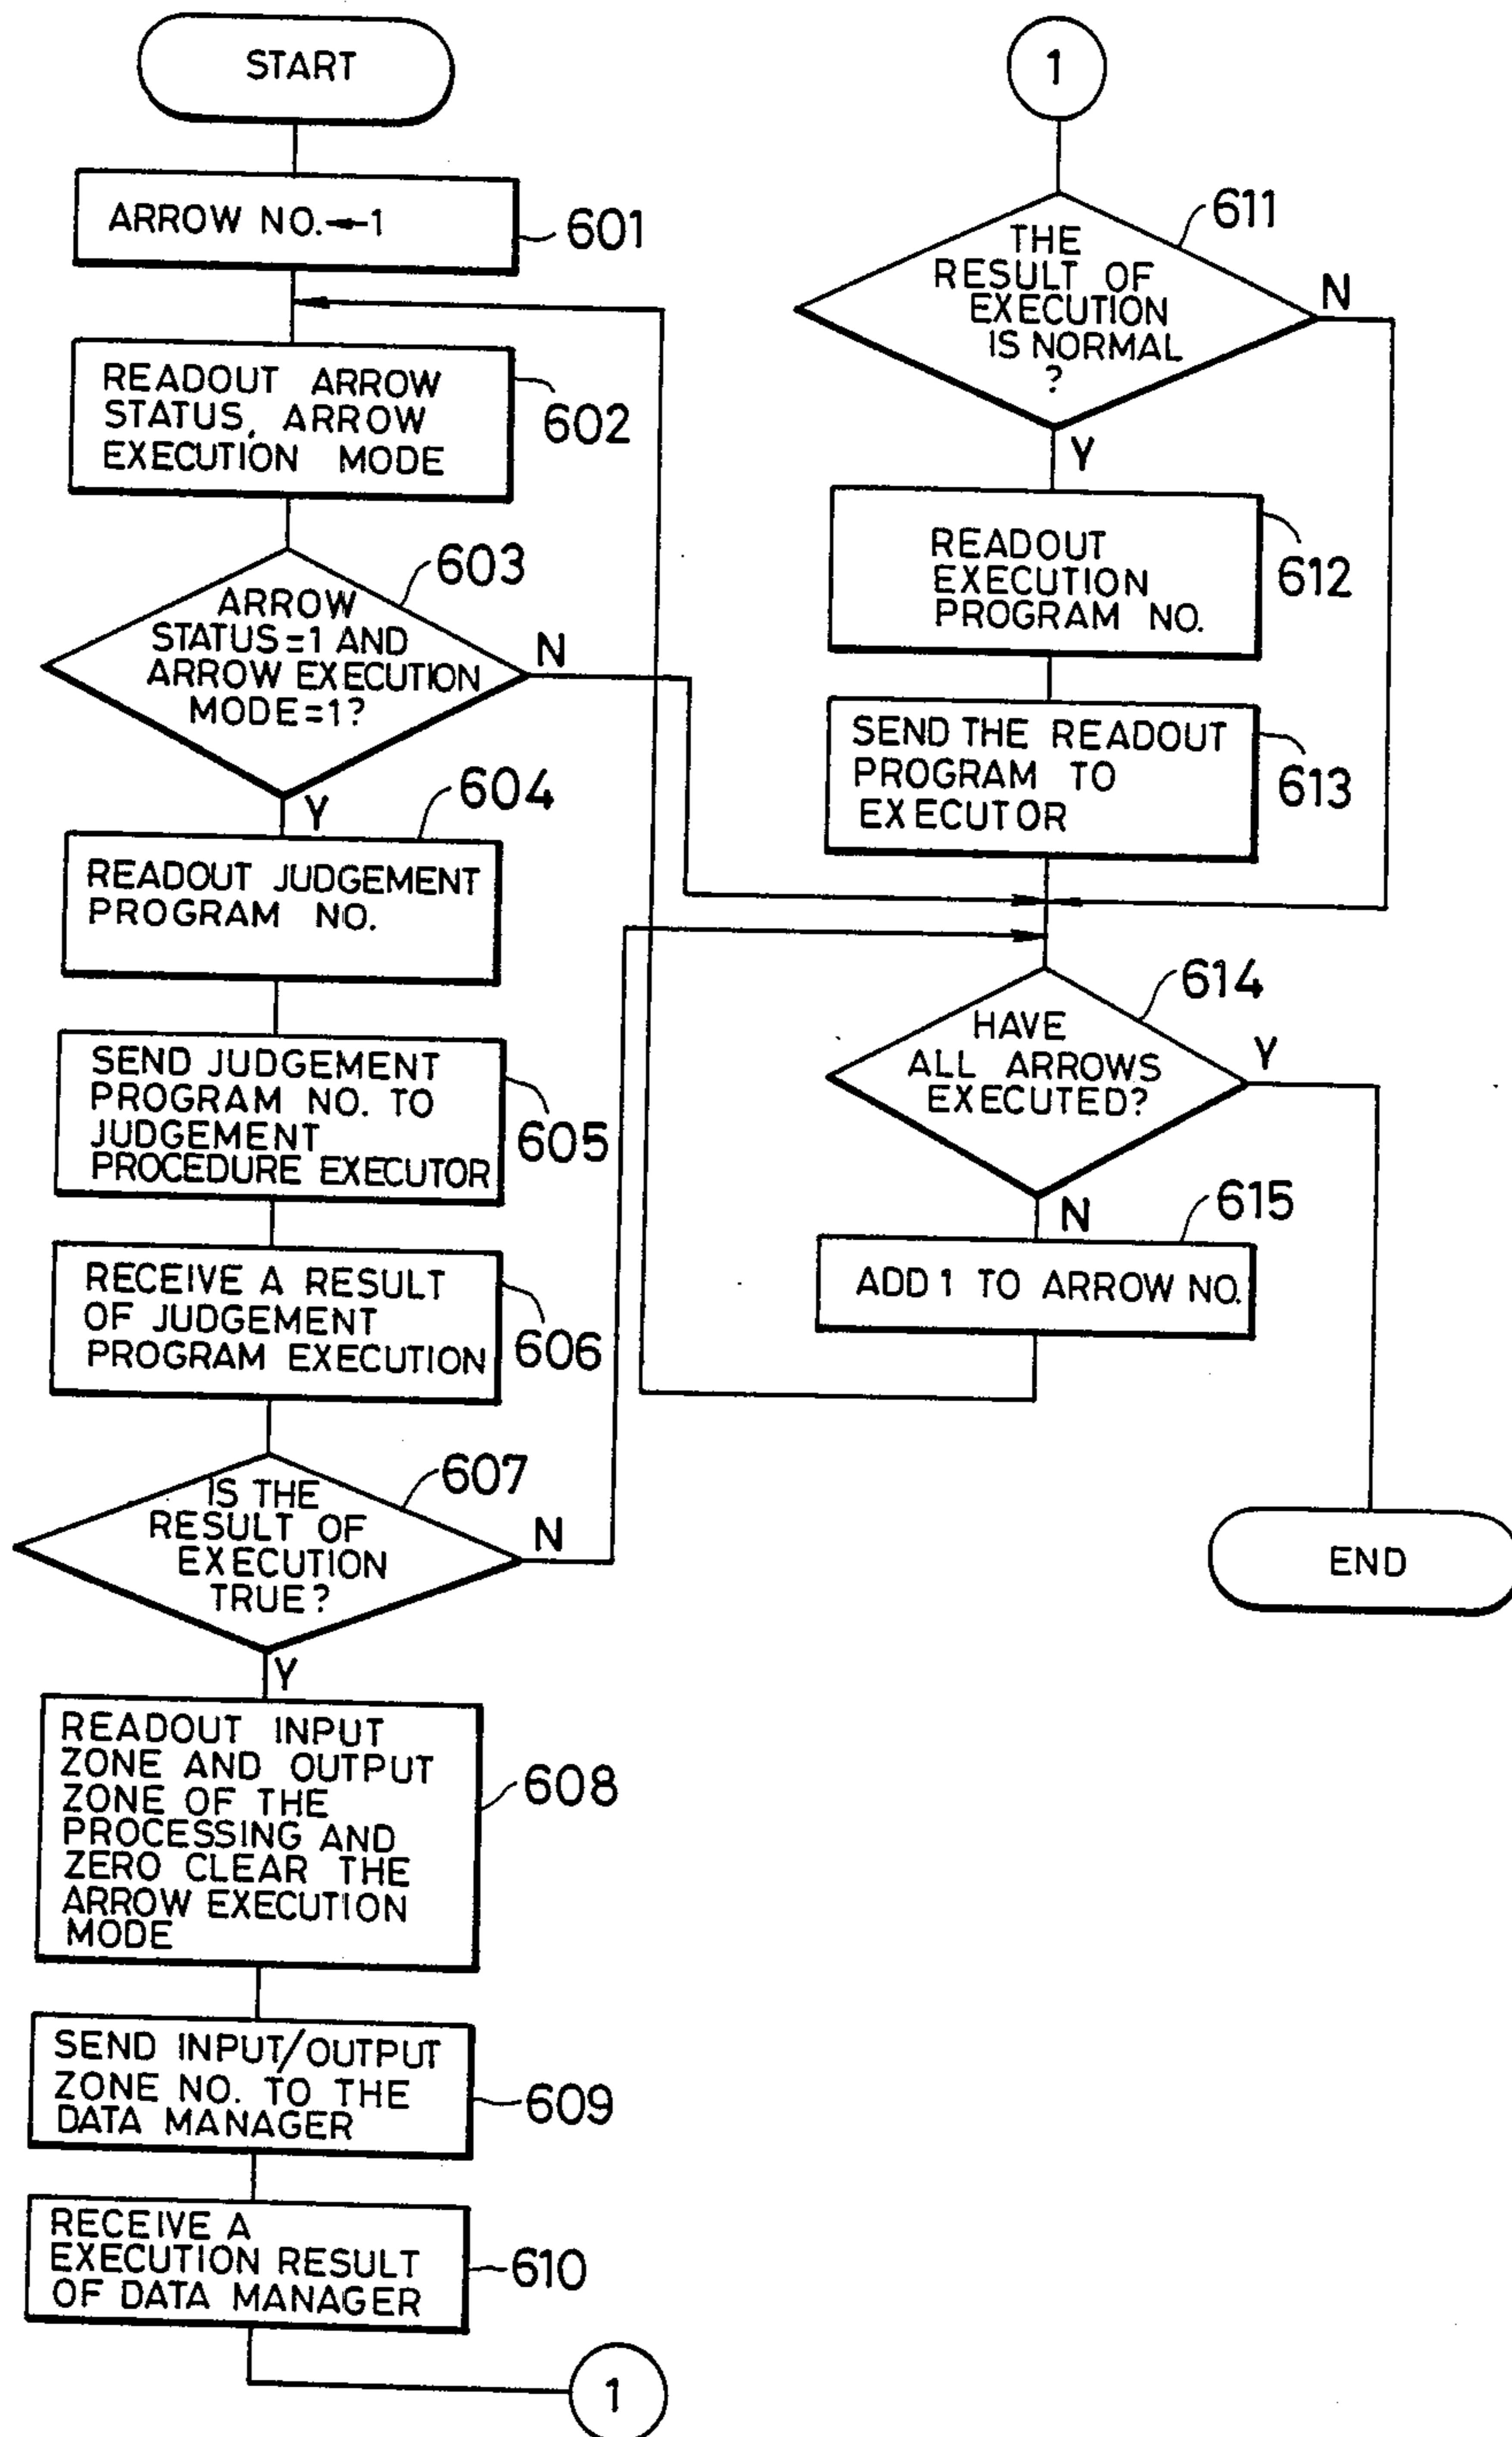 START
ARROW NO.←1
601
READOUT ARROW
STATUS, ARROW
EXECUTION MODE
602
603
ARROW
STATUS=1 AND
ARROW EXECUTION
MODE=1?
N
Y
604
READOUT JUDGEMENT
PROGRAM NO.
SEND JUDGEMENT
PROGRAM NO. TO
JUDGEMENT
PROCEDURE EXECUTOR
605
RECEIVE A RESULT
OF JUDGEMENT
PROGRAM EXECUTION
606
607
IS THE
RESULT OF
EXECUTION
TRUE?
N
Y
READOUT INPUT
ZONE AND OUTPUT
ZONE OF THE
PROCESSING AND
ZERO CLEAR THE
ARROW EXECUTION
MODE
608
SEND INPUT/OUTPUT
ZONE NO. TO THE
DATA MANAGER
609
RECEIVE A
EXECUTION RESULT
OF DATA MANAGER
610
1
1
611
THE
RESULT OF
EXECUTION
IS NORMAL
?
N
Y
READOUT
EXECUTION
PROGRAM NO.
612
SEND THE READOUT
PROGRAM TO
EXECUTOR
613
614
HAVE
ALL ARROWS
EXECUTED?
Y
N
615
ADD 1 TO ARROW NO.
END